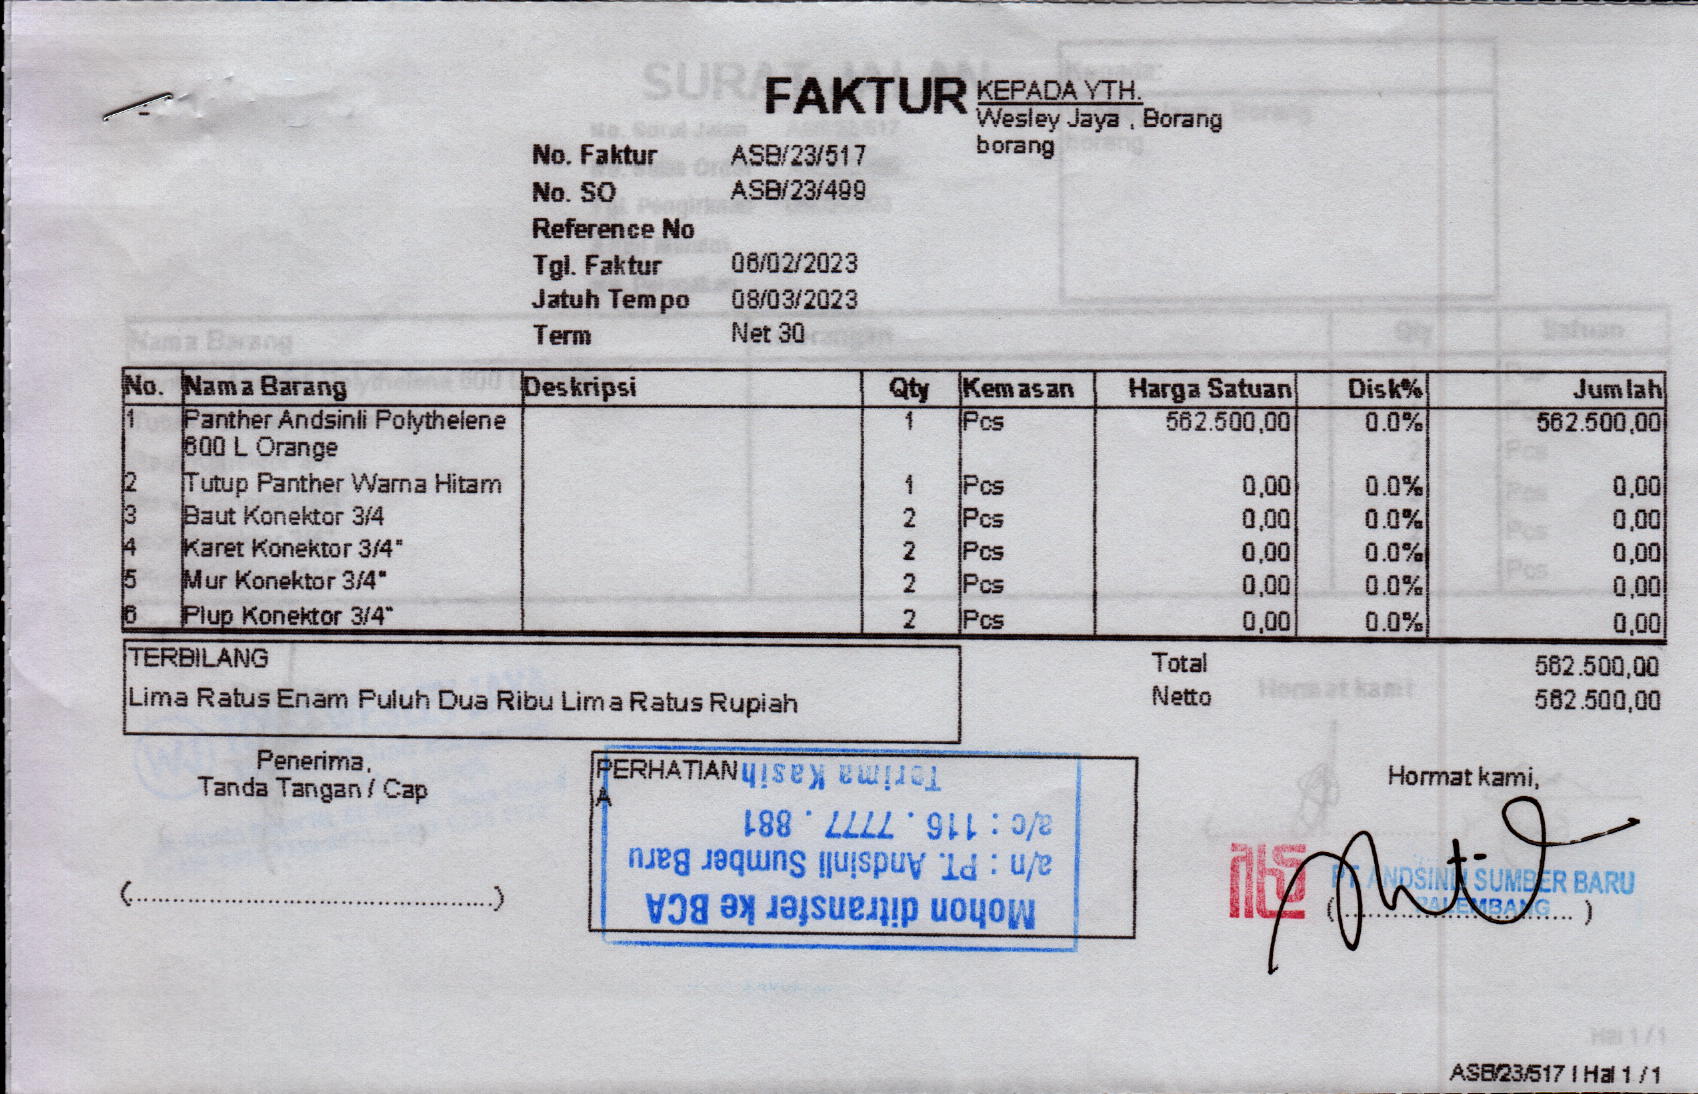 FAKTUR
KEPADA YTH.
Wesley Jaya , Borang
borang
No. Faktur ASB/23/517
No. SO ASB/23/499
Reference No
Tgl. Faktur 06/02/2023
Jatuh Tempo 08/03/2023
Term Net 30
No. Nama Barang Deskripsi Qty Kemasan Harga Satuan Disk% Jumlah
1 Panther Andsinli Polythelene 1 Pcs 562.500,00 0.0% 562.500,00
600 L Orange
2 Tutup Panther Warna Hitam 1 Pcs 0,00 0.0% 0,00
3 Baut Konektor 3/4 2 Pcs 0,00 0.0% 0,00
4 Karet Konektor 3/4" 2 Pcs 0,00 0.0% 0,00
5 Mur Konektor 3/4" 2 Pcs 0,00 0.0% 0,00
6 Plup Konektor 3/4" 2 Pcs 0,00 0.0% 0,00
TERBILANG
Lima Ratus Enam Puluh Dua Ribu Lima Ratus Rupiah
Total 562.500,00
Netto 562.500,00
Penerima,
Tanda Tangan / Cap
(..............................................)
PERHATIAN
A
Mohon ditransfer ke BCA
a/n : PT. Andsinli Sumber Baru
a/c : 116 . 7777 . 881
Terima Kasih
Hormat kami,
PT ANDSINLI SUMBER BARU
PALEMBANG
(..............................)
ASB/23/517 | Hal 1 / 1